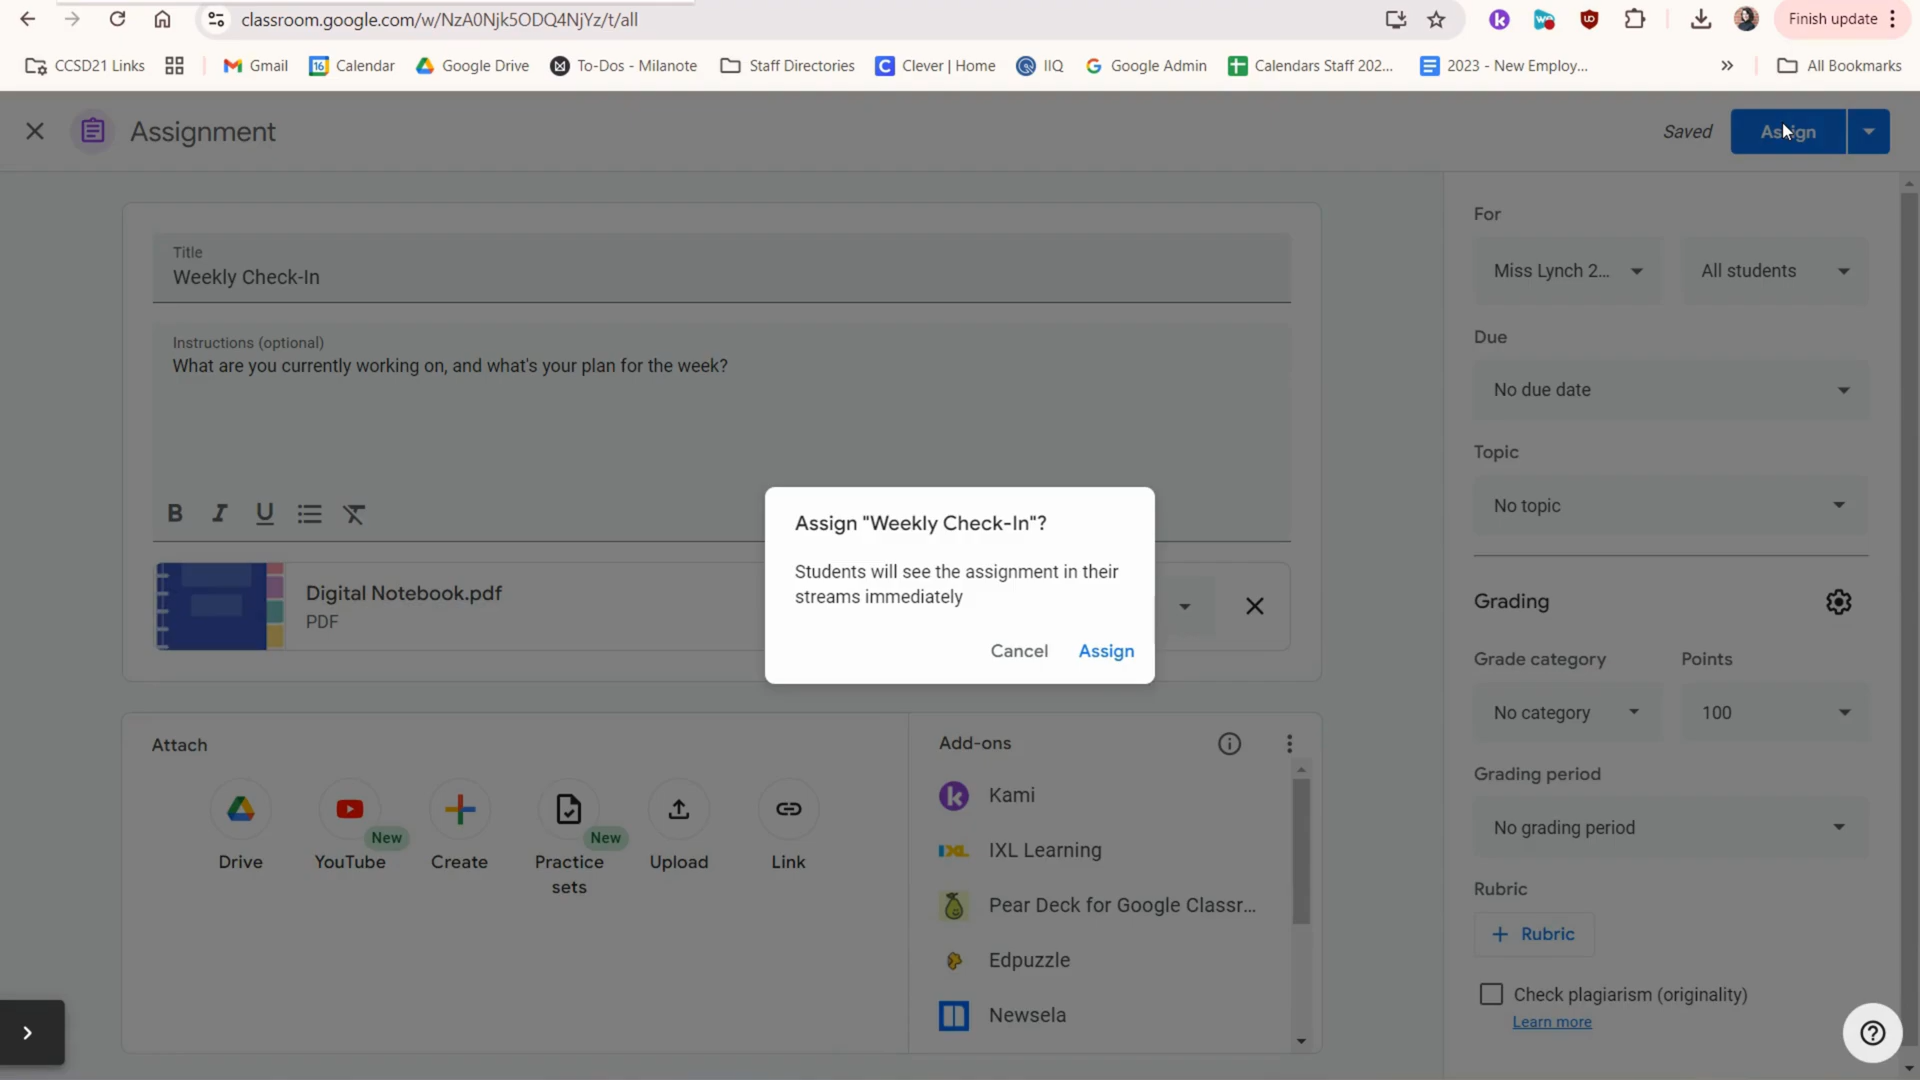 classroom.google.com/w/NzA0Njk5ODQ4NjYz/t/all
Finish update
CCSD21 Links
Gmail
16
Calendar
Google Drive
To-Dos - Milanote
Staff Directories
Clever | Home
IIQ
Google Admin
Calendars Staff 202...
2023 - New Employ...
All Bookmarks
Assignment
Saved
Assign
Title
Weekly Check-In
Instructions (optional)
What are you currently working on, and what's your plan for the week?
B I U
Digital Notebook.pdf
PDF
Assign "Weekly Check-In"?
Students will see the assignment in their
streams immediately
Cancel
Assign
Attach
Drive
New
YouTube
Create
New
Practice
sets
Upload
Link
Add-ons
Kami
IXL
IXL Learning
Pear Deck for Google Classr...
Edpuzzle
Newsela
For
Miss Lynch 2...
All students
Due
No due date
Topic
No topic
Grading
Grade category
Points
No category
100
Grading period
No grading period
Rubric
+ Rubric
Check plagiarism (originality)
Learn more